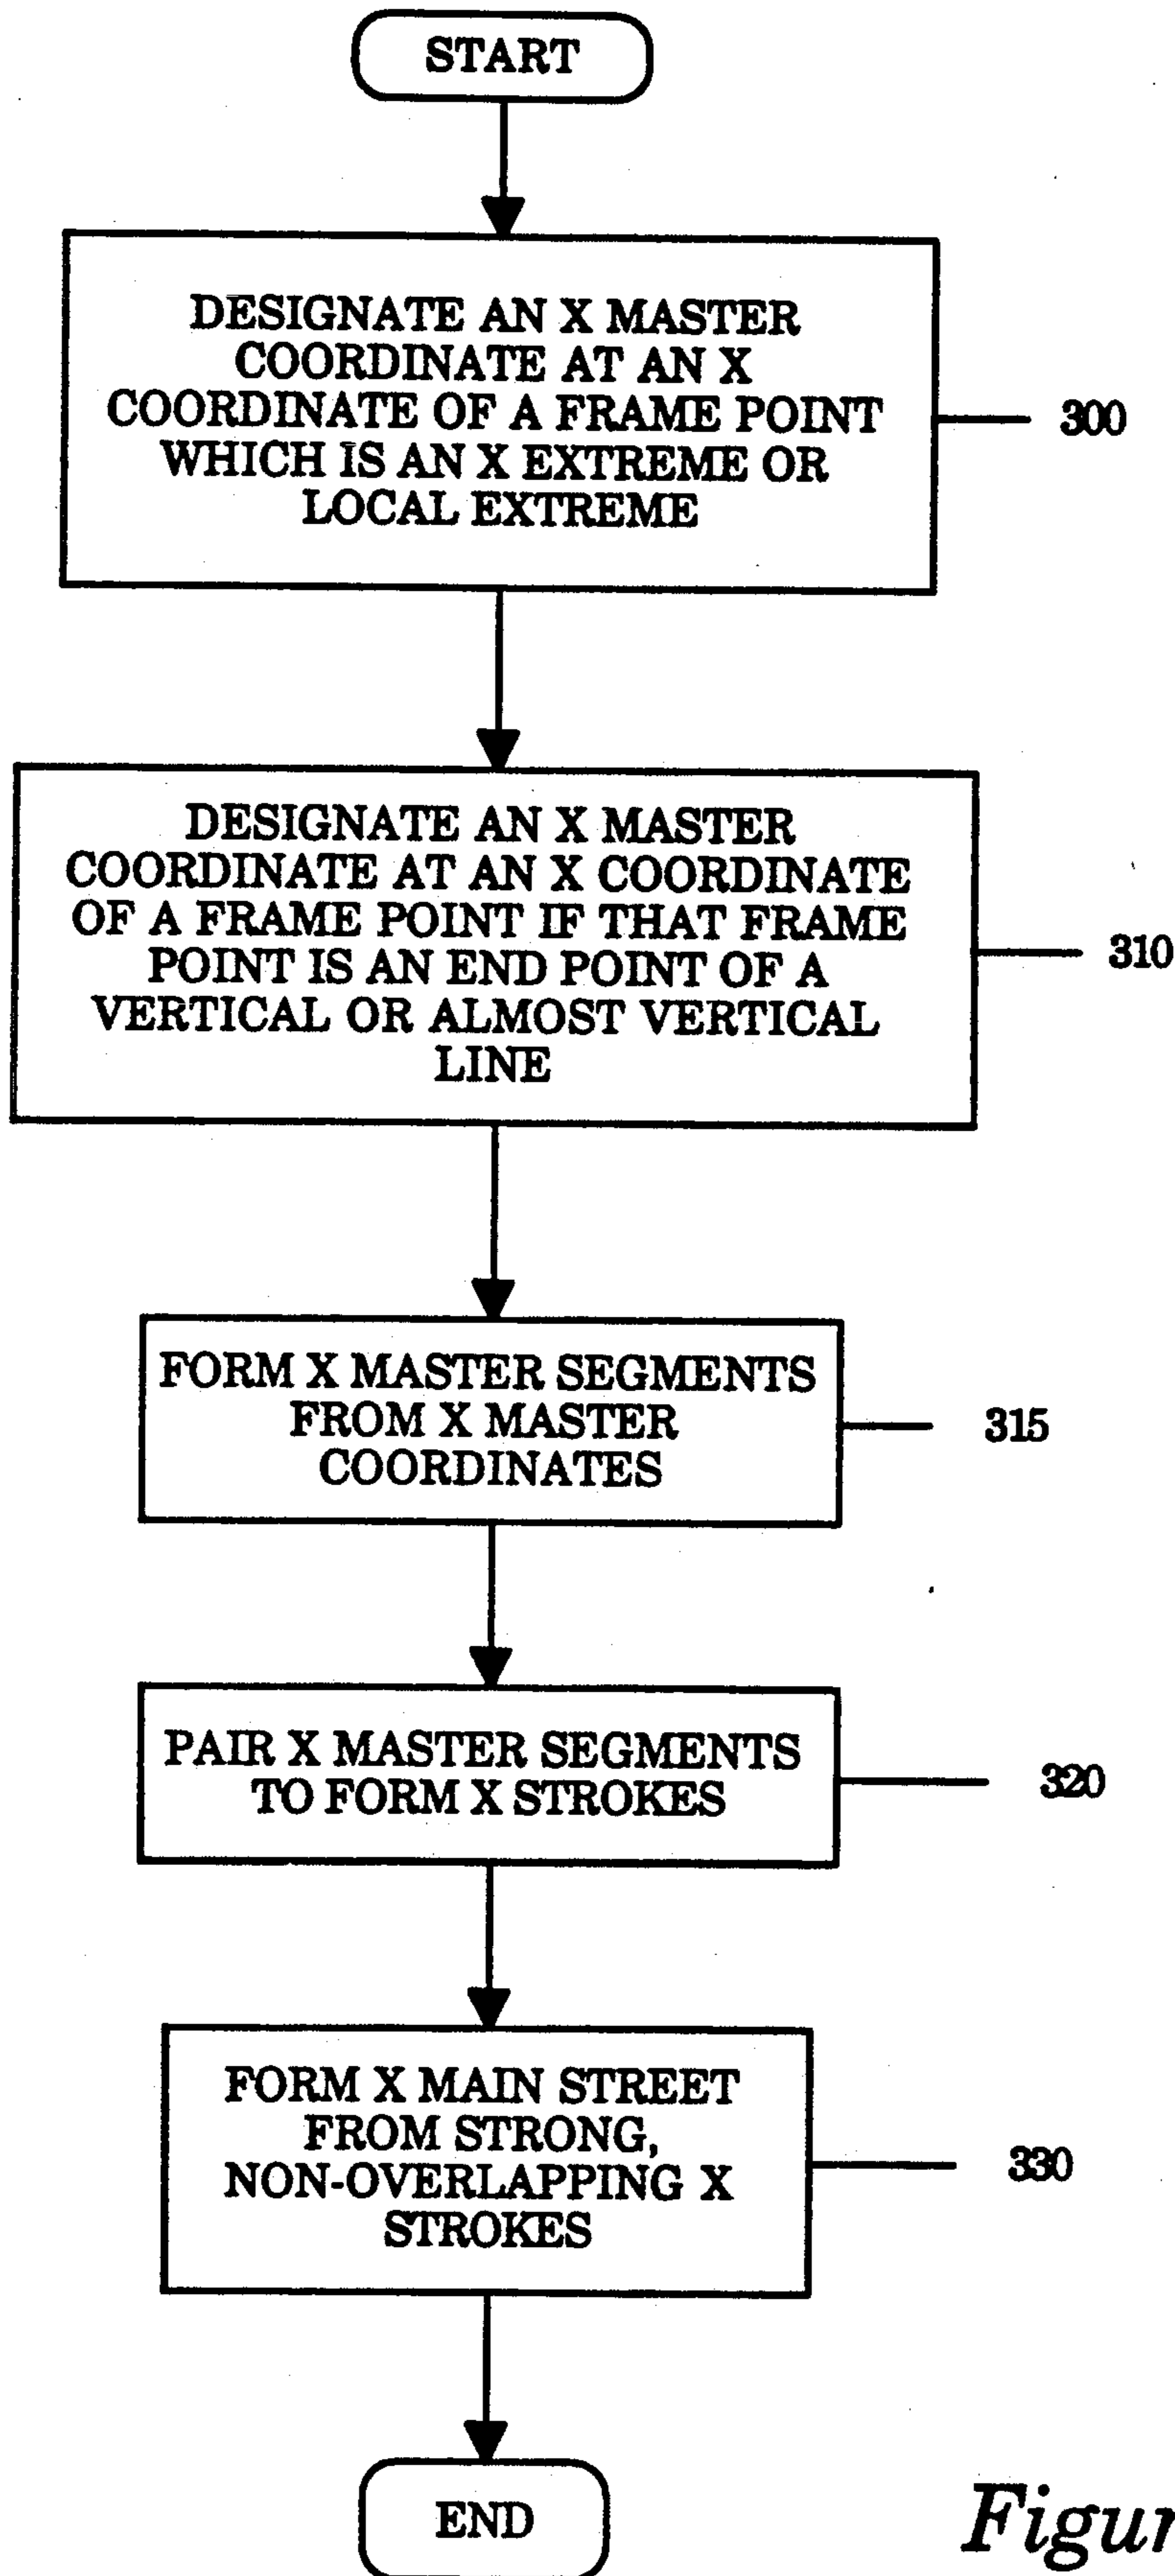 START
DESIGNATE AN X MASTER
COORDINATE AT AN X
COORDINATE OF A FRAME POINT
WHICH IS AN X EXTREME OR
LOCAL EXTREME
300
DESIGNATE AN X MASTER
COORDINATE AT AN X COORDINATE
OF A FRAME POINT IF THAT FRAME
POINT IS AN END POINT OF A
VERTICAL OR ALMOST VERTICAL
LINE
310
FORM X MASTER SEGMENTS
FROM X MASTER
COORDINATES
315
PAIR X MASTER SEGMENTS
TO FORM X STROKES
320
FORM X MAIN STREET
FROM STRONG,
NON-OVERLAPPING X
STROKES
330
END